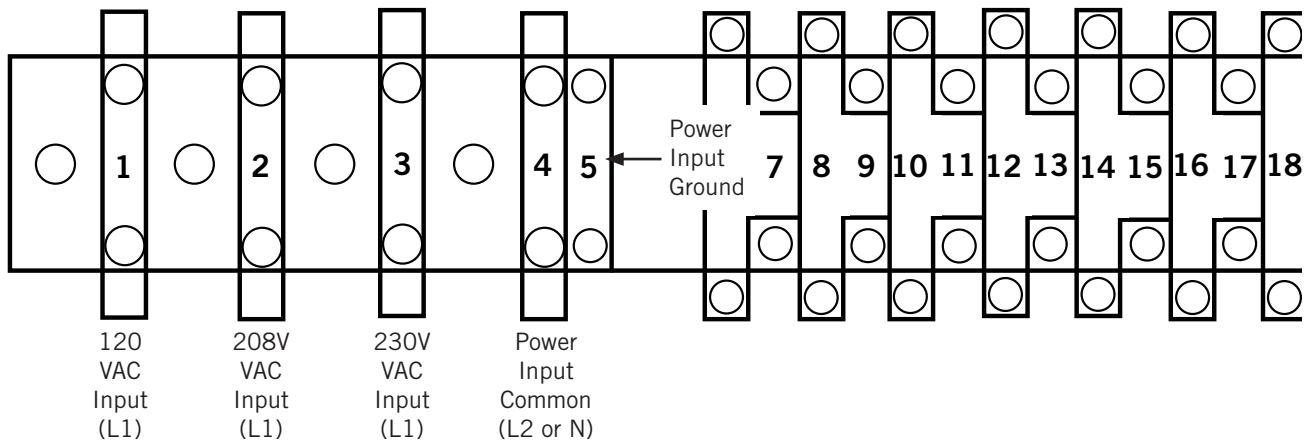 1 2 3 4 5 7 8 9 10 11 12 13 14 15 16 17 18
Power
Input
Ground
120
VAC
Input
(L1)
208V
VAC
Input
(L1)
230V
VAC
Input
(L1)
Power
Input
Common
(L2 or N)